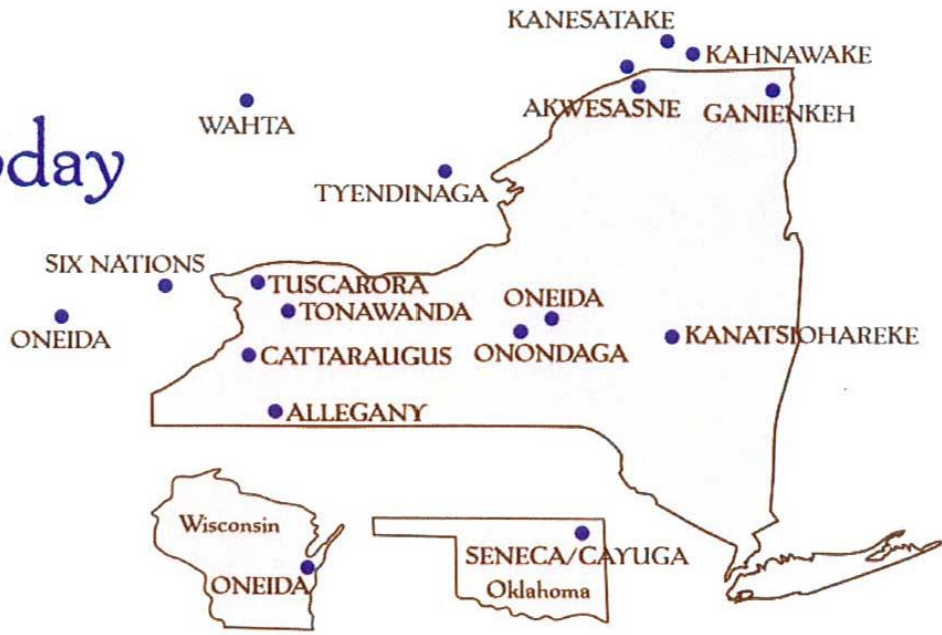 KANESATAKE
KAHNAWAKE
AKWESASNE
GANIENKEH
WAHTA
TYENDINAGA
SIX NATIONS
ONEIDA
TUSCARORA
TONAWANDA
ONEIDA
ONONDAGA
KANATSIOHAREKE
CATTARAUGUS
ALLEGANY
Wisconsin
ONEIDA
SENECA/CAYUGA
Oklahoma